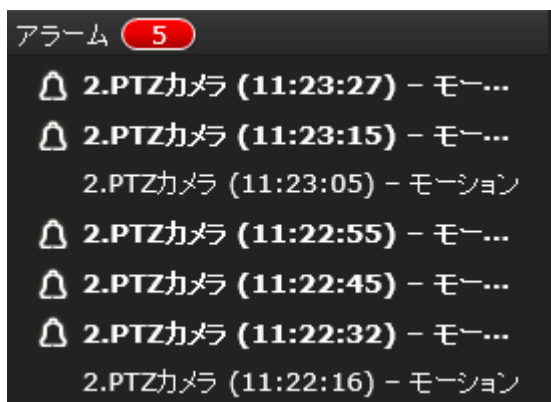 アラーム 5
2.PTZカメラ (11:23:27) – モー…
2.PTZカメラ (11:23:15) – モー…
2.PTZカメラ (11:23:05) – モーション
2.PTZカメラ (11:22:55) – モー…
2.PTZカメラ (11:22:45) – モー…
2.PTZカメラ (11:22:32) – モー…
2.PTZカメラ (11:22:16) – モーション